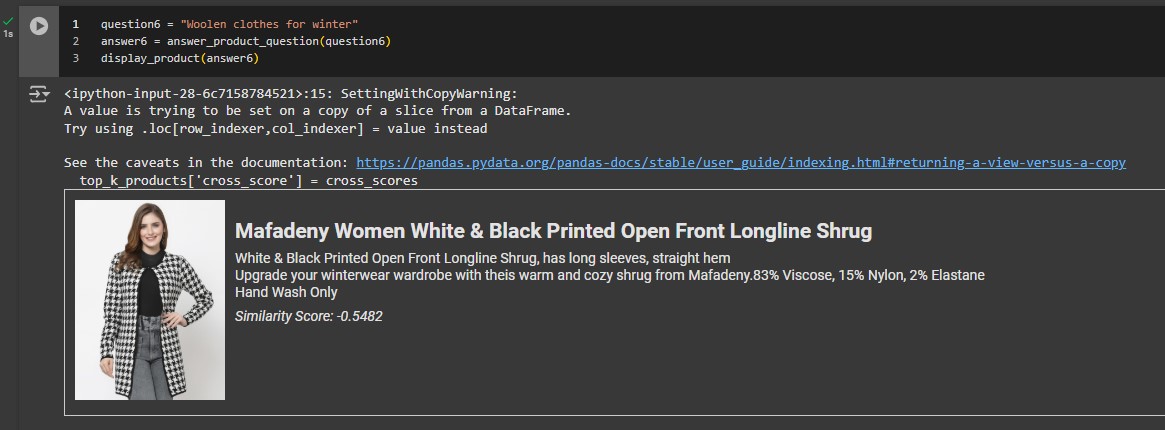 1s
1 question6 = "Woolen clothes for winter"
2 answer6 = answer_product_question(question6)
3 display_product(answer6)
<ipython-input-28-6c7158784521>:15: SettingWithCopyWarning:
A value is trying to be set on a copy of a slice from a DataFrame.
Try using .loc[row_indexer,col_indexer] = value instead
See the caveats in the documentation: https://pandas.pydata.org/pandas-docs/stable/user_guide/indexing.html#returning-a-view-versus-a-copy
top_k_products['cross_score'] = cross_scores
Mafadeny Women White & Black Printed Open Front Longline Shrug
White & Black Printed Open Front Longline Shrug, has long sleeves, straight hem
Upgrade your winterwear wardrobe with theis warm and cozy shrug from Mafadeny.83% Viscose, 15% Nylon, 2% Elastane
Hand Wash Only
Similarity Score: -0.5482